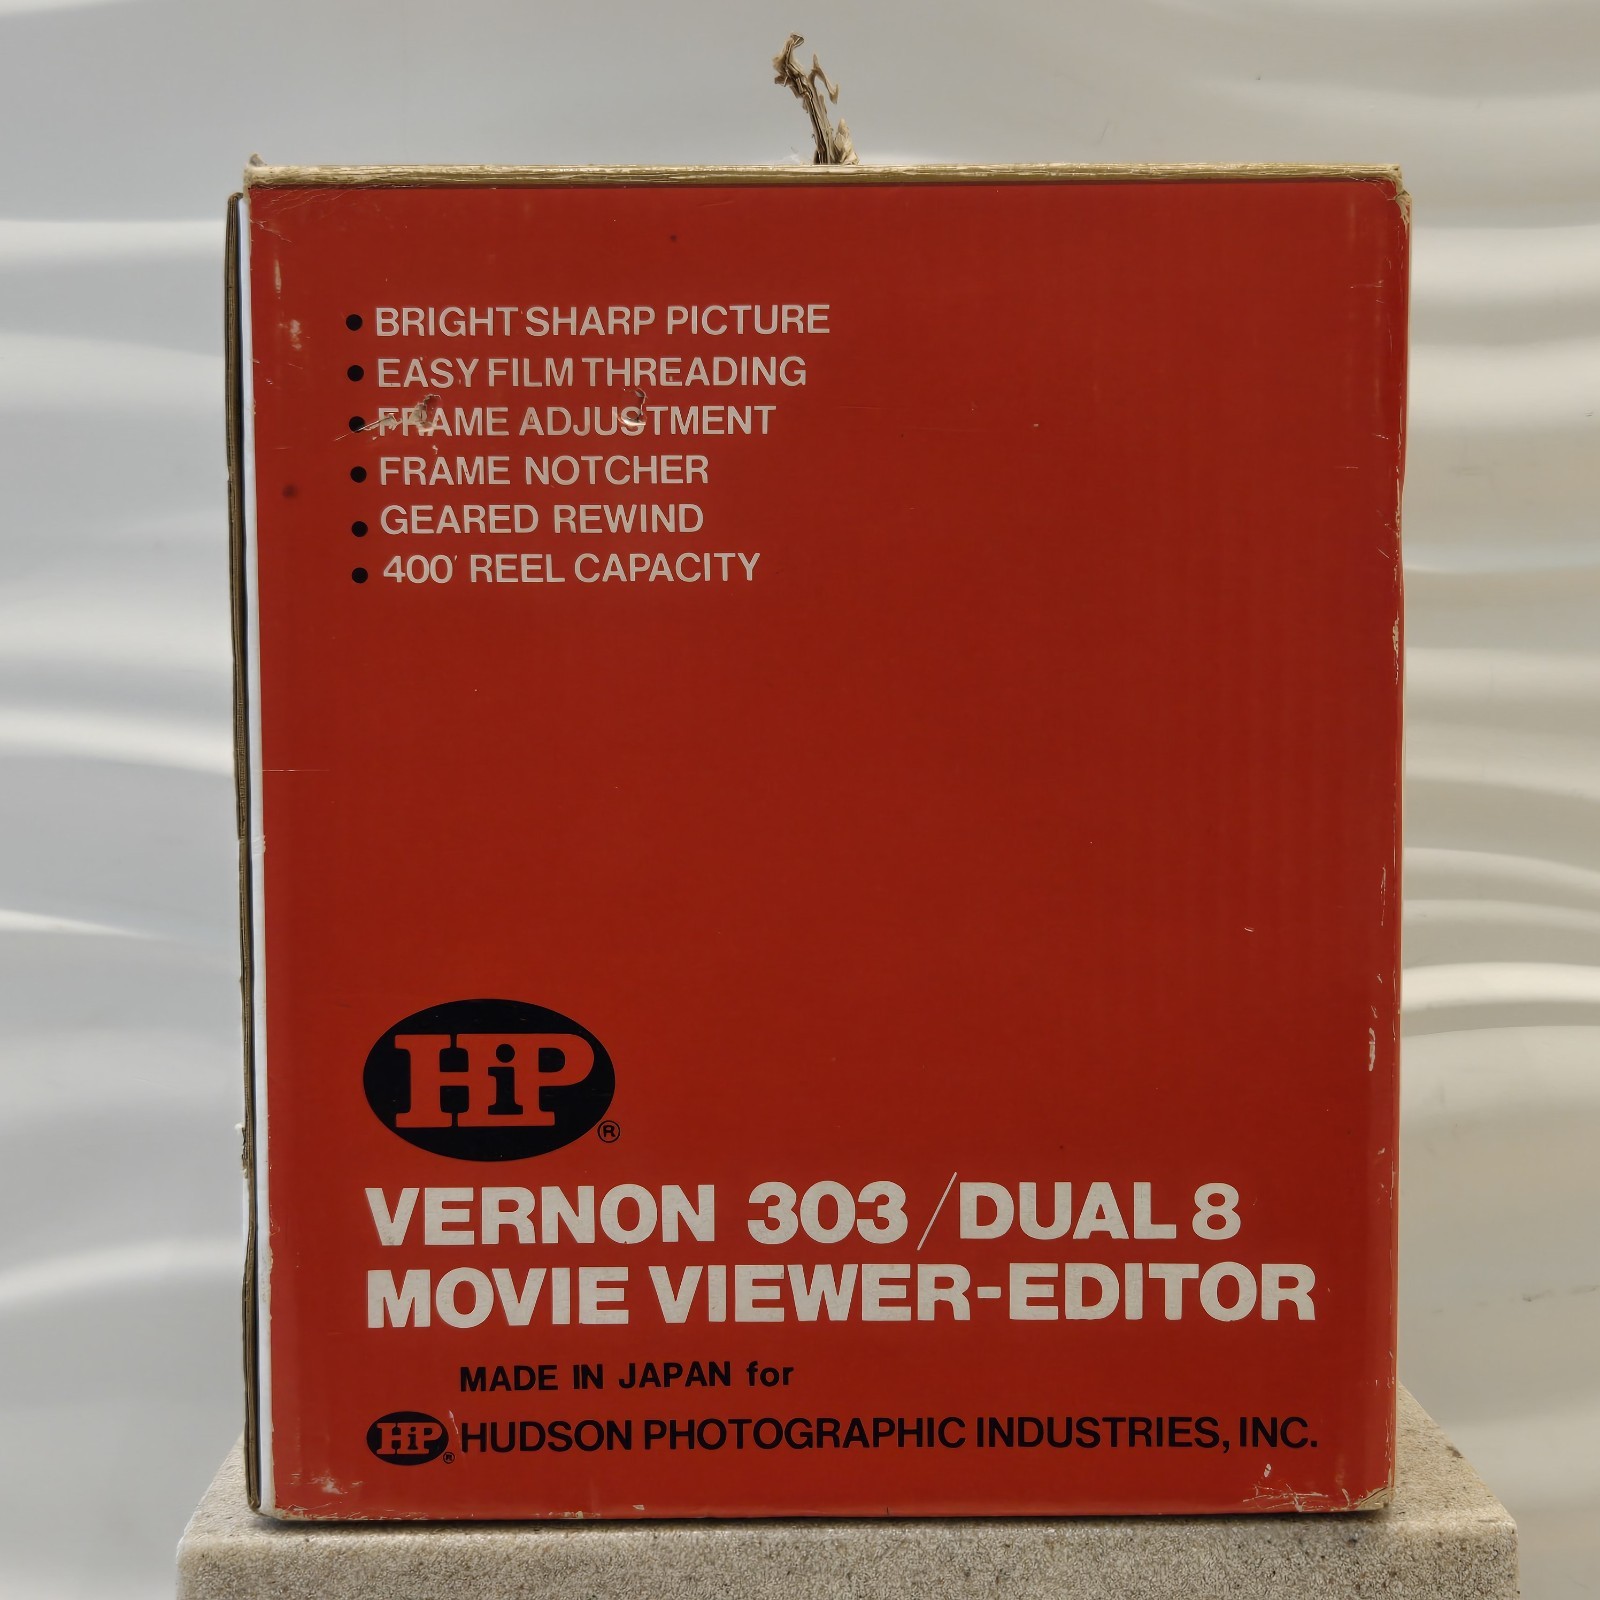 • BRIGHT SHARP PICTURE
• EASY FILM THREADING
• FRAME ADJUSTMENT
• FRAME NOTCHER
• GEARED REWIND
• 400' REEL CAPACITY
HiP®
VERNON 303/DUAL 8
MOVIE VIEWER-EDITOR
MADE IN JAPAN for
HiP® HUDSON PHOTOGRAPHIC INDUSTRIES, INC.